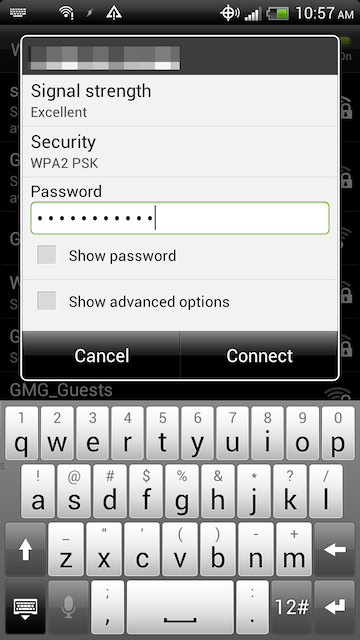 10:57 AM
Signal strength
Excellent
Security
WPA2 PSK
Password
•••••••••••
Show password
Show advanced options
Cancel
Connect
GMG_Guests
1 2 3 4 5 6 7 8 9 0
q w e r t y u i o p
! @ # $ % & * ? /
a s d f g h j k l
_ " ' ( ) - +
z x c v b n m
; :
, . 12#